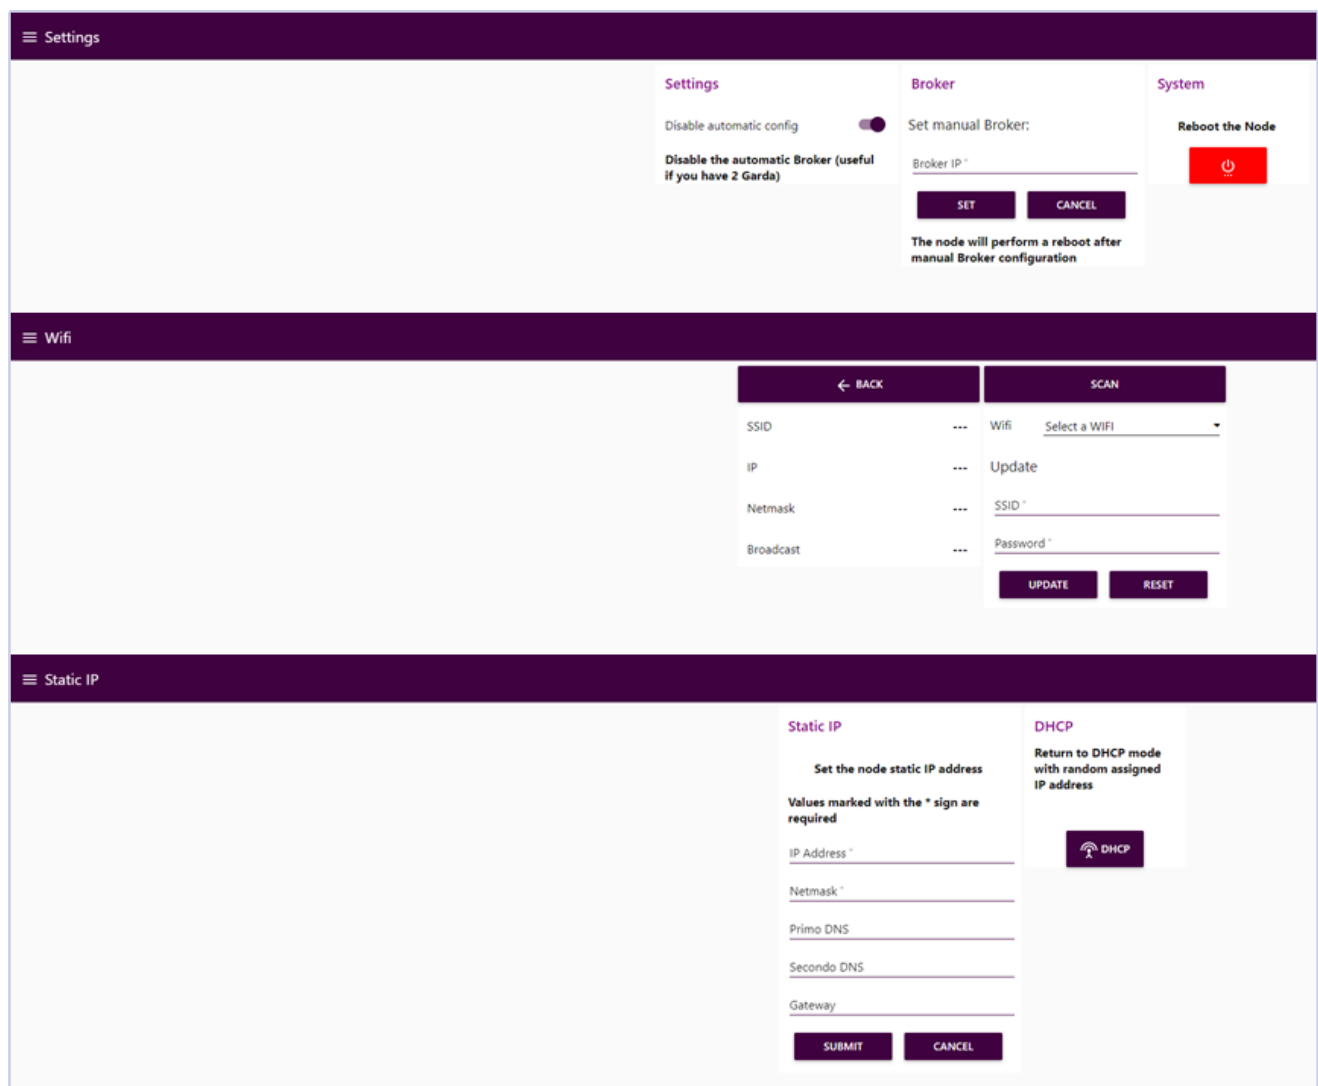 Settings
Settings
Disable automatic config
Disable the automatic Broker (useful
if you have 2 Garda)
Broker
Set manual Broker:
Broker IP *
SET
CANCEL
The node will perform a reboot after
manual Broker configuration
System
Reboot the Node
Wifi
BACK
SSID ---
IP ---
Netmask ---
Broadcast ---
SCAN
Wifi Select a WIFI
Update
SSID *
Password *
UPDATE
RESET
Static IP
Static IP
Set the node static IP address
Values marked with the * sign are
required
IP Address *
Netmask *
Primo DNS
Secondo DNS
Gateway
SUBMIT
CANCEL
DHCP
Return to DHCP mode
with random assigned
IP address
DHCP